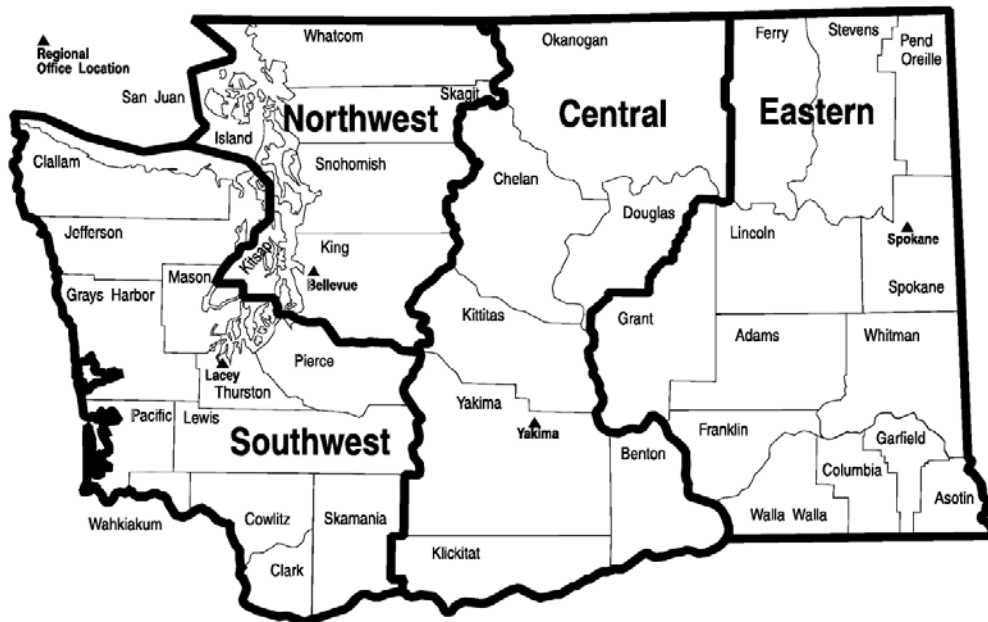 Regional
Office Location
San Juan
Whatcom
Skagit
Northwest
Island
Snohomish
King
Kitsap
Bellevue
Okanogan
Central
Chelan
Douglas
Kittitas
Yakima
Yakima
Benton
Klickitat
Ferry
Stevens
Pend
Oreille
Eastern
Lincoln
Spokane
Spokane
Grant
Adams
Whitman
Franklin
Garfield
Columbia
Walla Walla
Asotin
Clallam
Jefferson
Mason
Grays Harbor
Pierce
Lacey
Thurston
Pacific
Lewis
Southwest
Wahkiakum
Cowlitz
Skamania
Clark